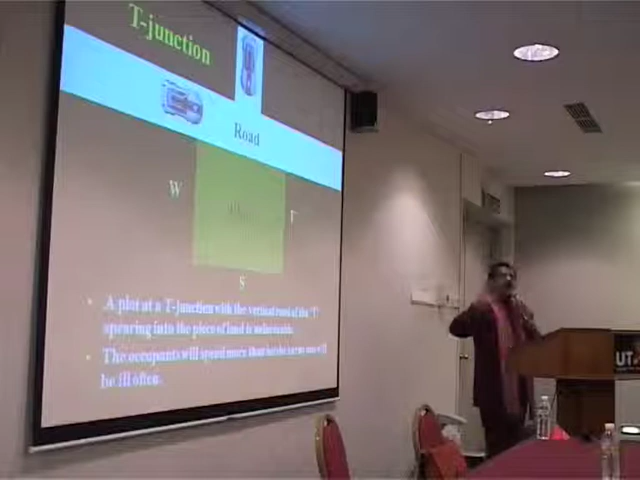 T-junction
Road
W
E
S
A plot at a T-junction with the vertical road of the 'T'
spearing into the piece of land is
The occupants will spend more than
be ill often.
UT